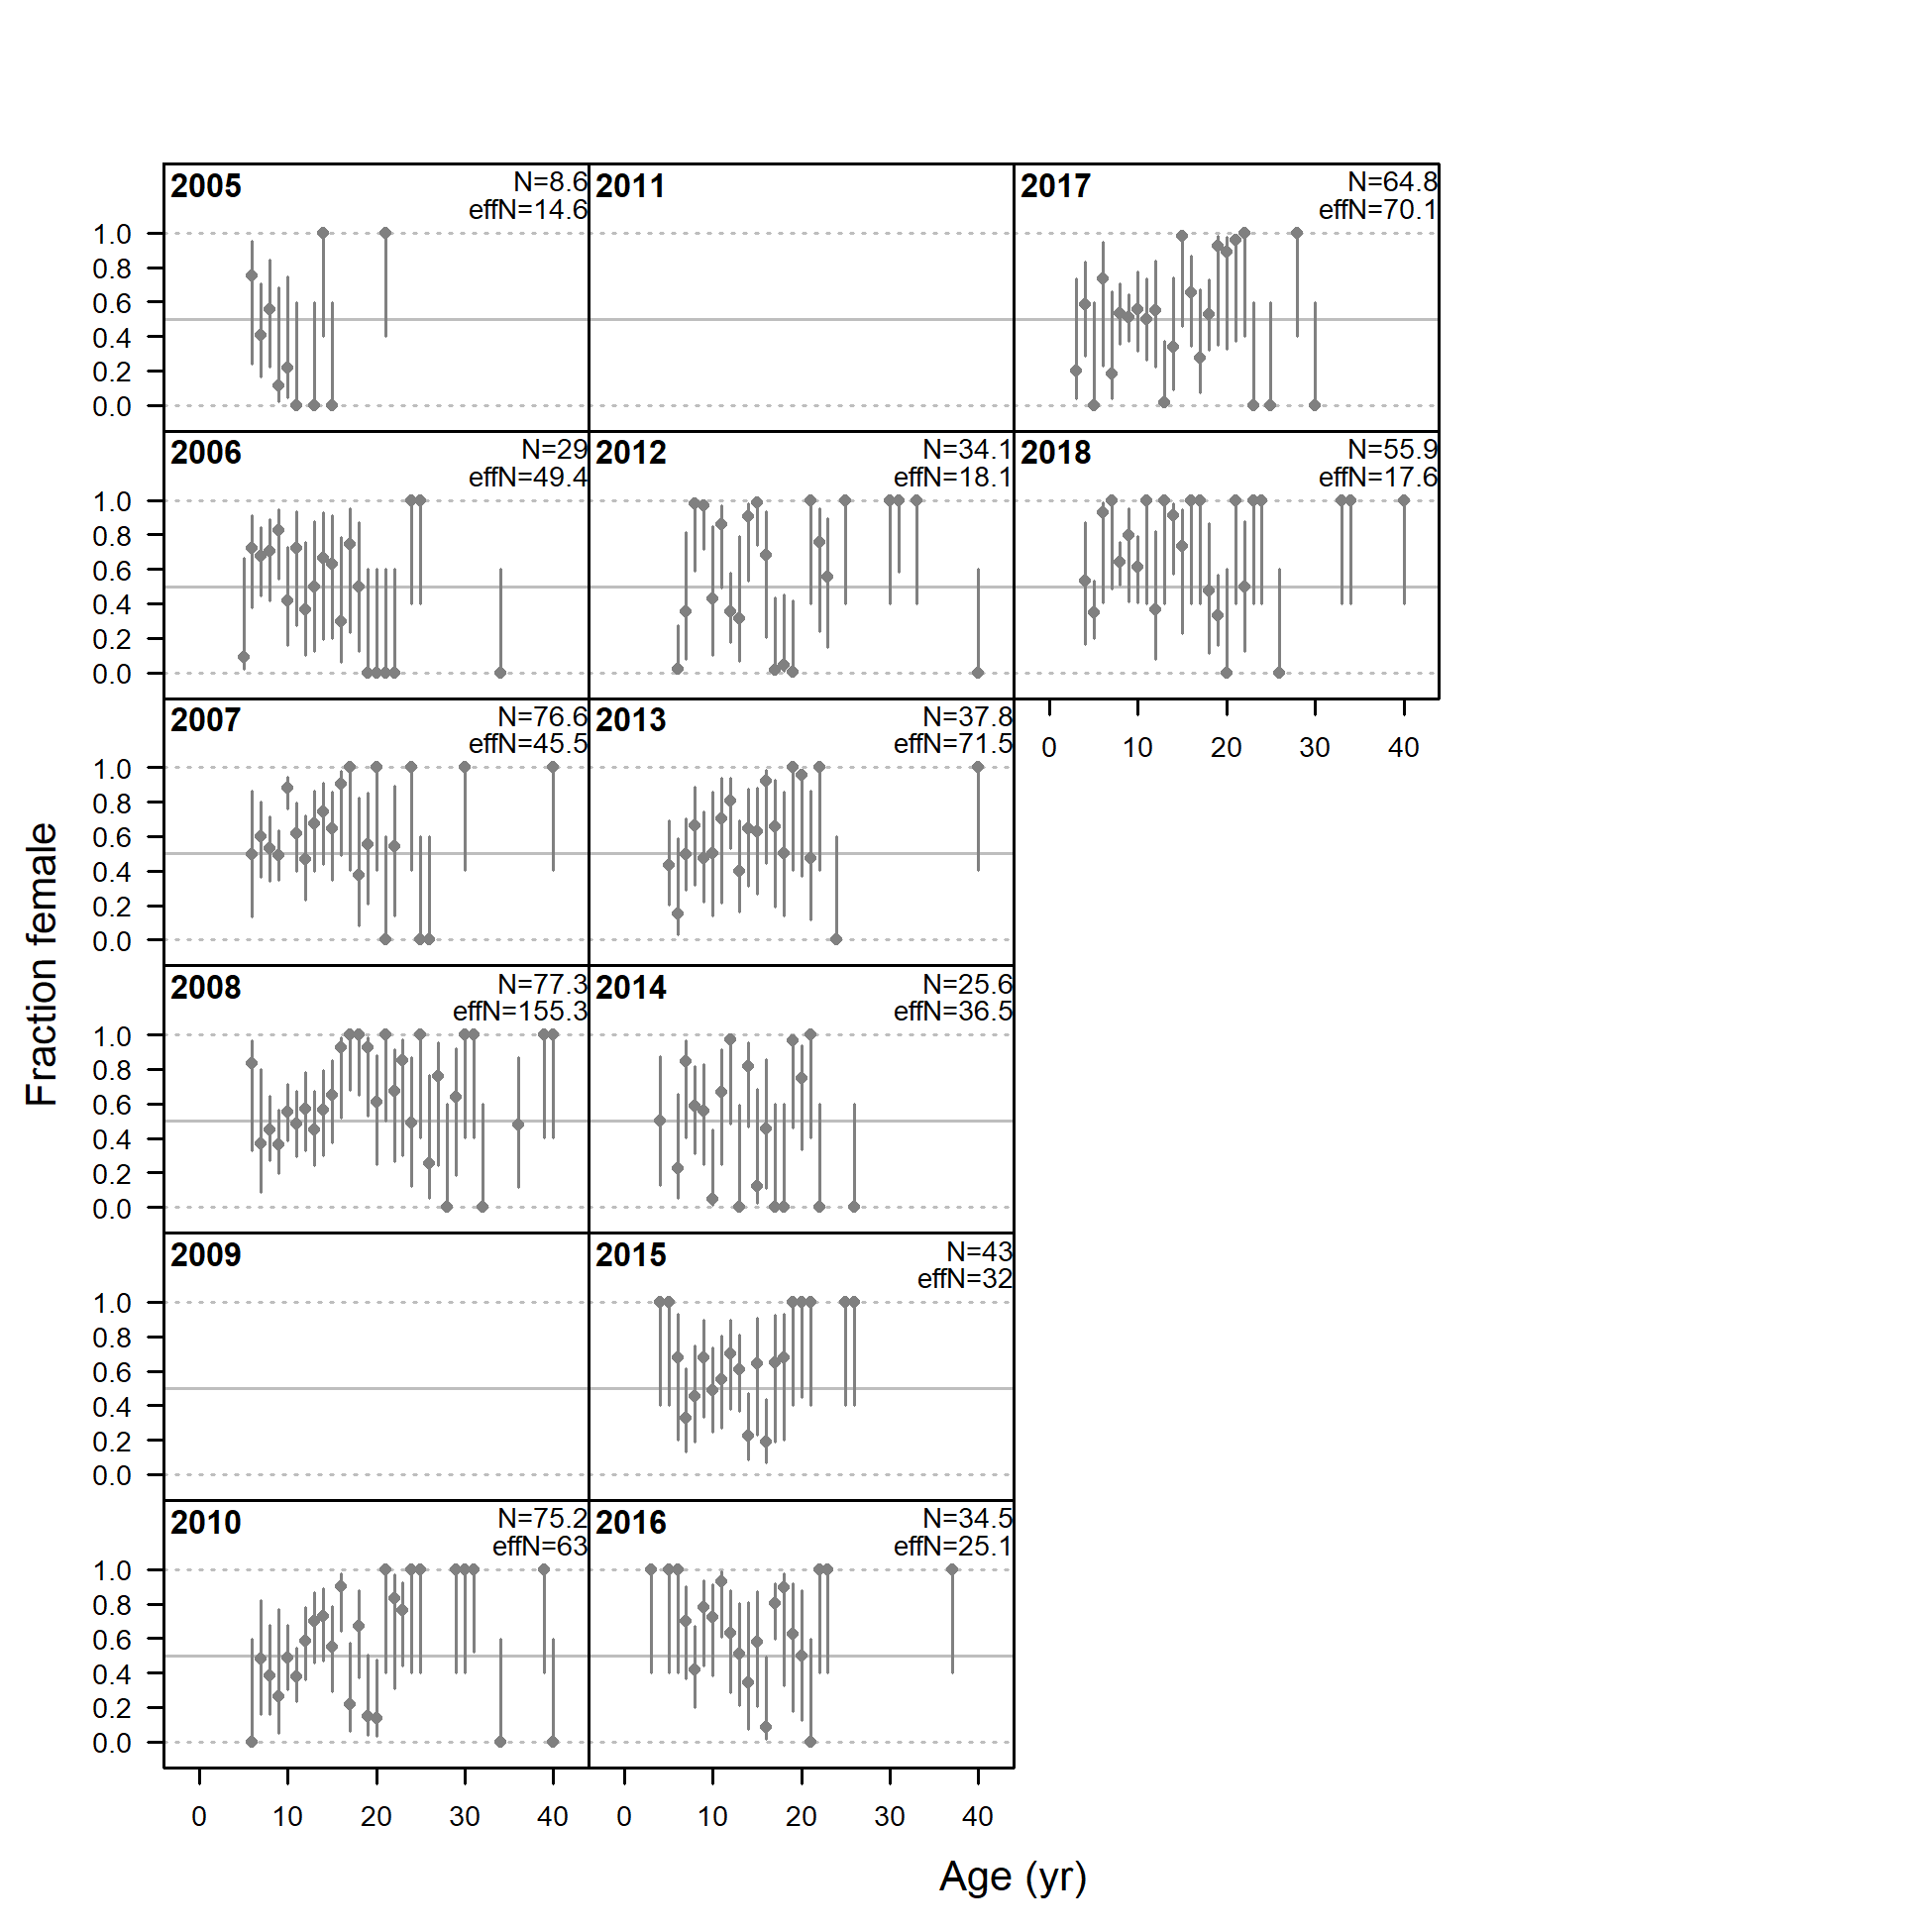 2005
N=8.6
effN=14.6
1.0
0.8
0.6
0.4
0.2
0.0
2011
2017
N=64.8
effN=70.1
2006
N=29
effN=49.4
1.0
0.8
0.6
0.4
0.2
0.0
2012
N=34.1
effN=18.1
2018
N=55.9
effN=17.6
0 10 20 30 40
2007
N=76.6
effN=45.5
1.0
0.8
0.6
0.4
0.2
0.0
2013
N=37.8
effN=71.5
2008
N=77.3
effN=155.3
1.0
0.8
0.6
0.4
0.2
0.0
2014
N=25.6
effN=36.5
2009
1.0
0.8
0.6
0.4
0.2
0.0
2015
N=43
effN=32
2010
N=75.2
effN=63
1.0
0.8
0.6
0.4
0.2
0.0
2016
N=34.5
effN=25.1
0 10 20 30 40
0 10 20 30 40
Fraction female
Age (yr)